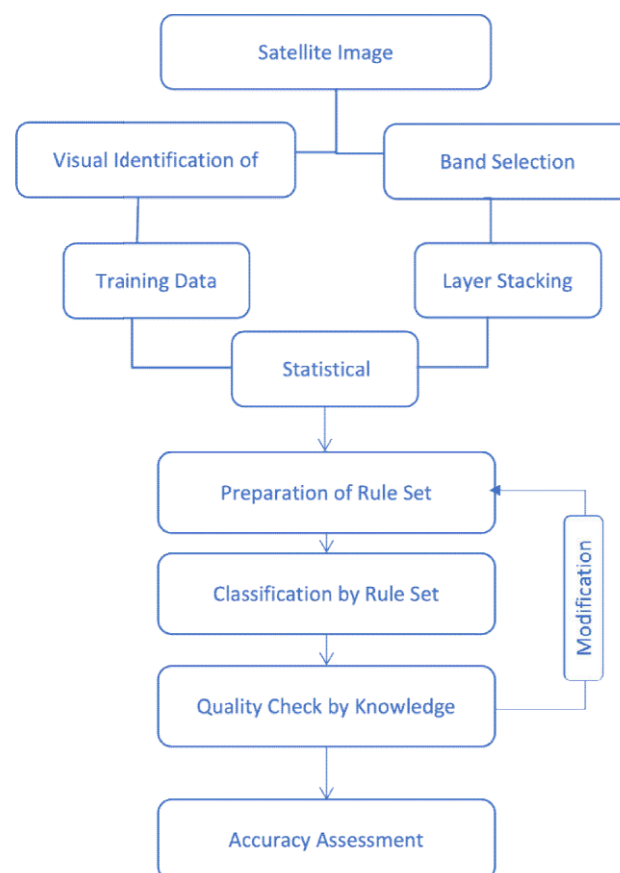 Satellite Image
Visual Identification of
Band Selection
Training Data
Layer Stacking
Statistical
Preparation of Rule Set
Classification by Rule Set
Modification
Quality Check by Knowledge
Accuracy Assessment